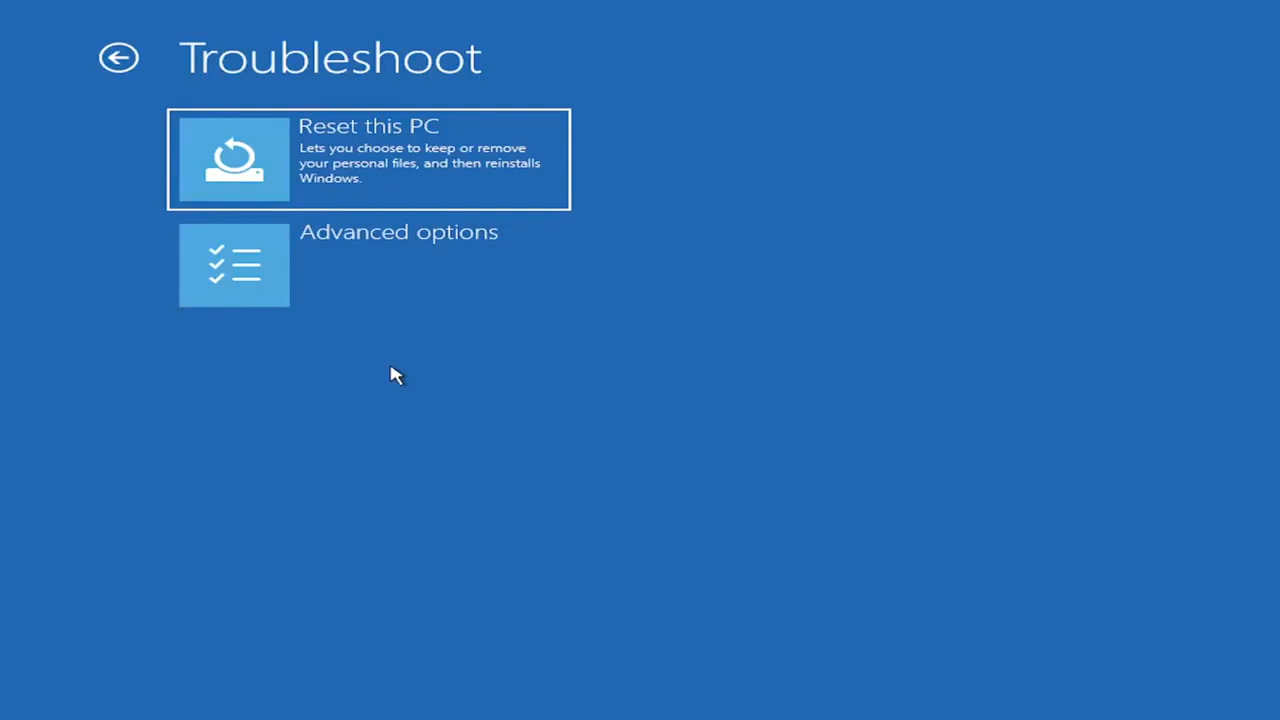 Troubleshoot
Reset this PC
Lets you choose to keep or remove
your personal files, and then reinstalls
Windows.
Advanced options